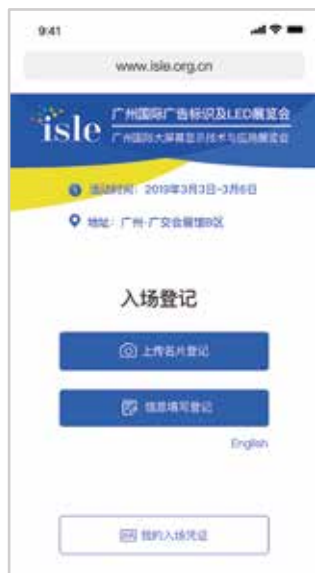 9:41
www.isle.org.cn
isle
广州国际广告标识及LED展览会
广州国际大屏幕显示技术与应用展览会
活动时间：2019年3月3日-3月6日
地址：广州·广交会展馆B区
入场登记
上传名片登记
信息填写登记
English
我的入场凭证